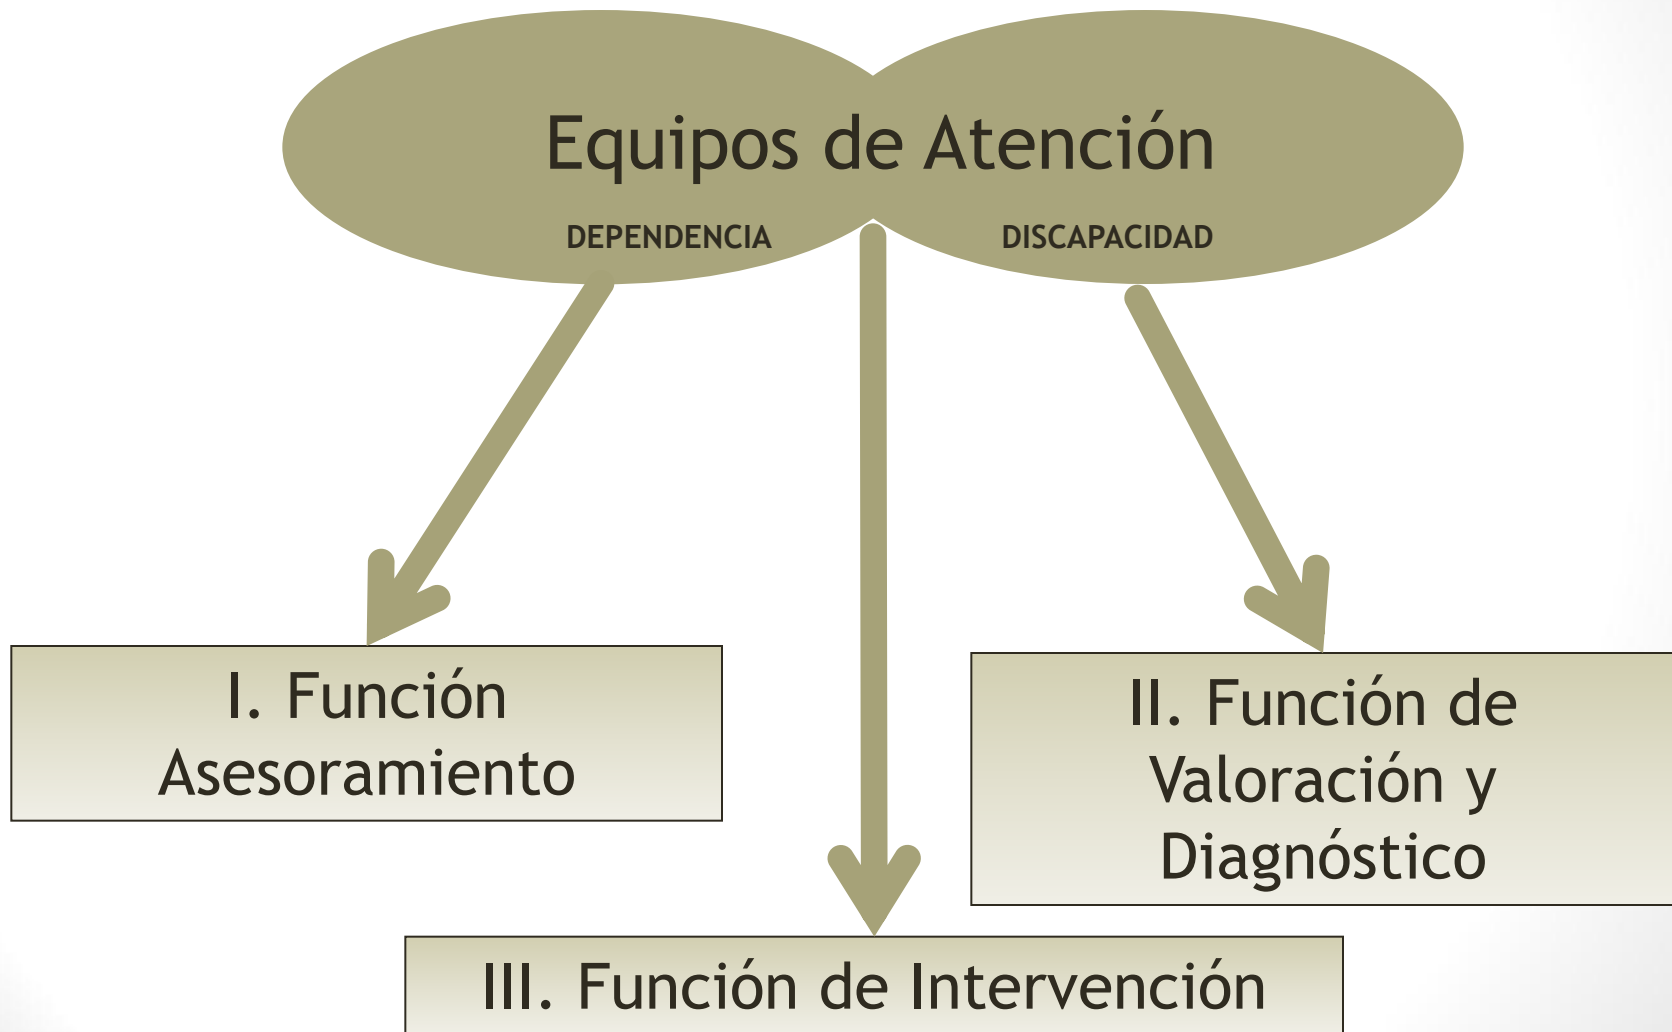 Equipos de Atención
DEPENDENCIA
DISCAPACIDAD
I. Función
Asesoramiento
II. Función de
Valoración y
Diagnóstico
III. Función de Intervención